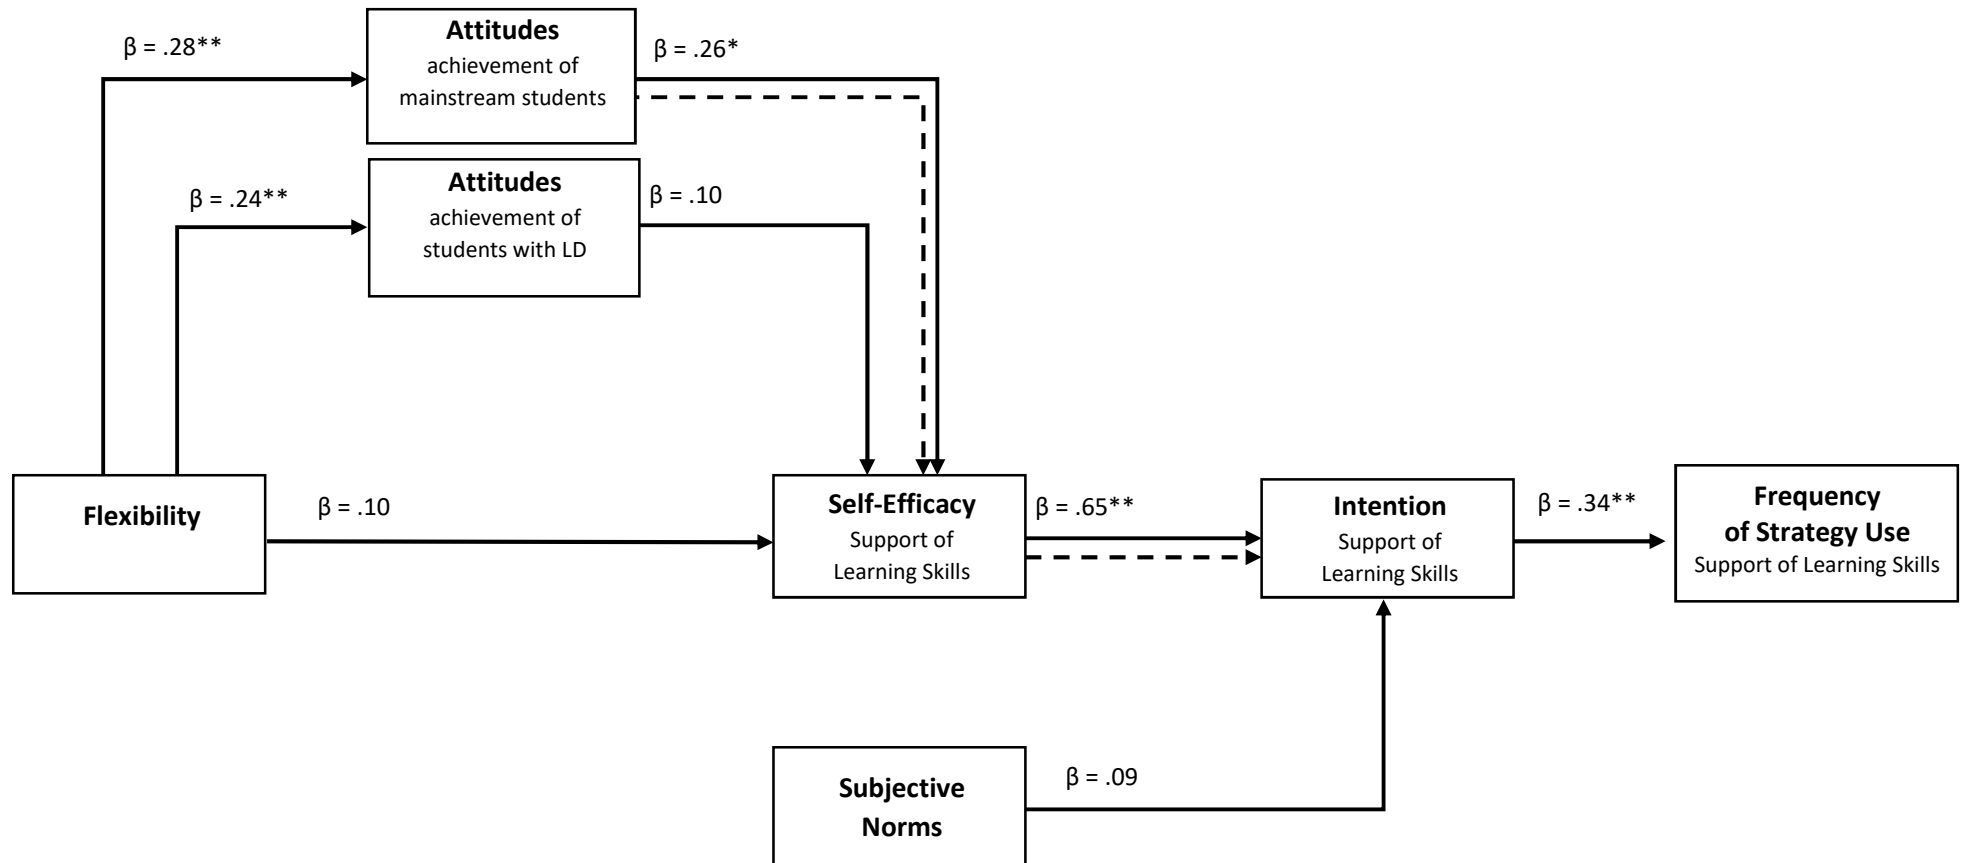 β = .28**
Attitudes
achievement of
mainstream students
β = .26*
β = .24**
Attitudes
achievement of
students with LD
β = .10
Flexibility
β = .10
Self-Efficacy
Support of
Learning Skills
β = .65**
Intention
Support of
Learning Skills
β = .34**
Frequency
of Strategy Use
Support of Learning Skills
Subjective
Norms
β = .09